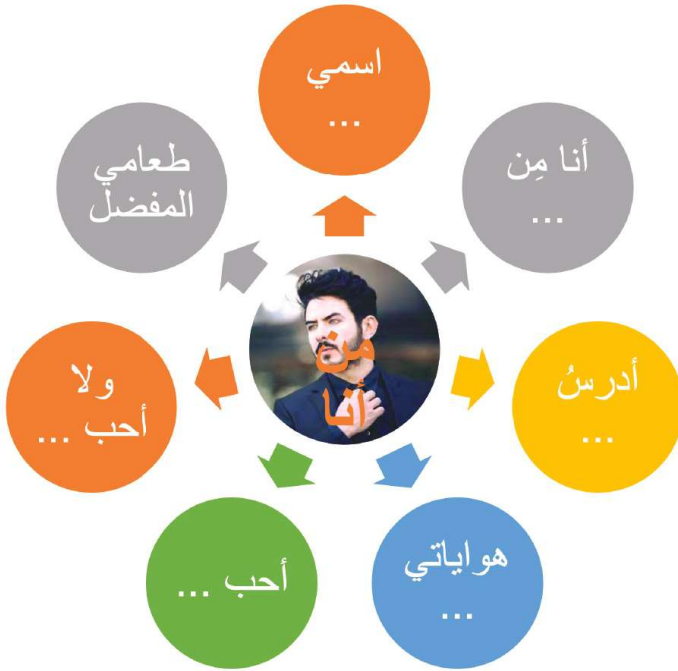 اسمي
...
أنا مِن
...
أدرسُ
...
هواياتي
...
أحب ...
ولا
أحب ...
طعامي
المفضل
من
أنا